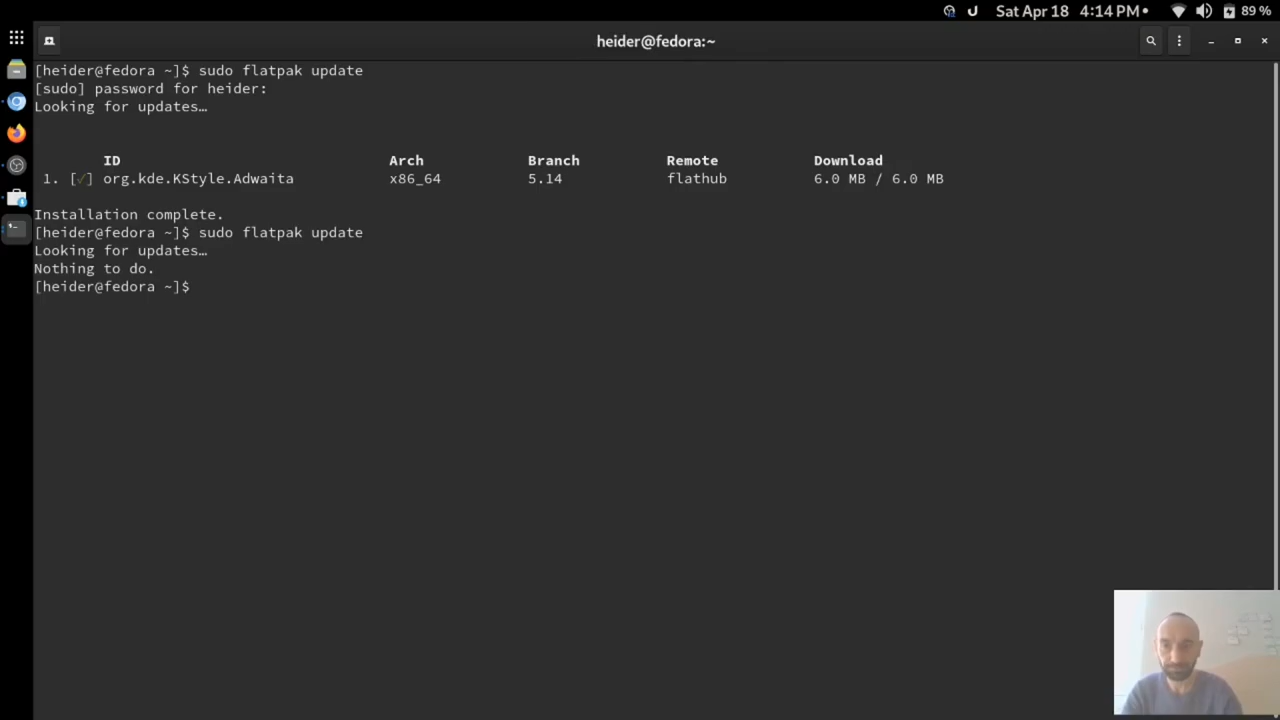 Sat Apr 18 4:14 PM
89 %
heider@fedora:~
[heider@fedora ~]$ sudo flatpak update
[sudo] password for heider:
Looking for updates…
ID Arch Branch Remote Download
1. [✓] org.kde.KStyle.Adwaita x86_64 5.14 flathub 6.0 MB / 6.0 MB
Installation complete.
[heider@fedora ~]$ sudo flatpak update
Looking for updates…
Nothing to do.
[heider@fedora ~]$